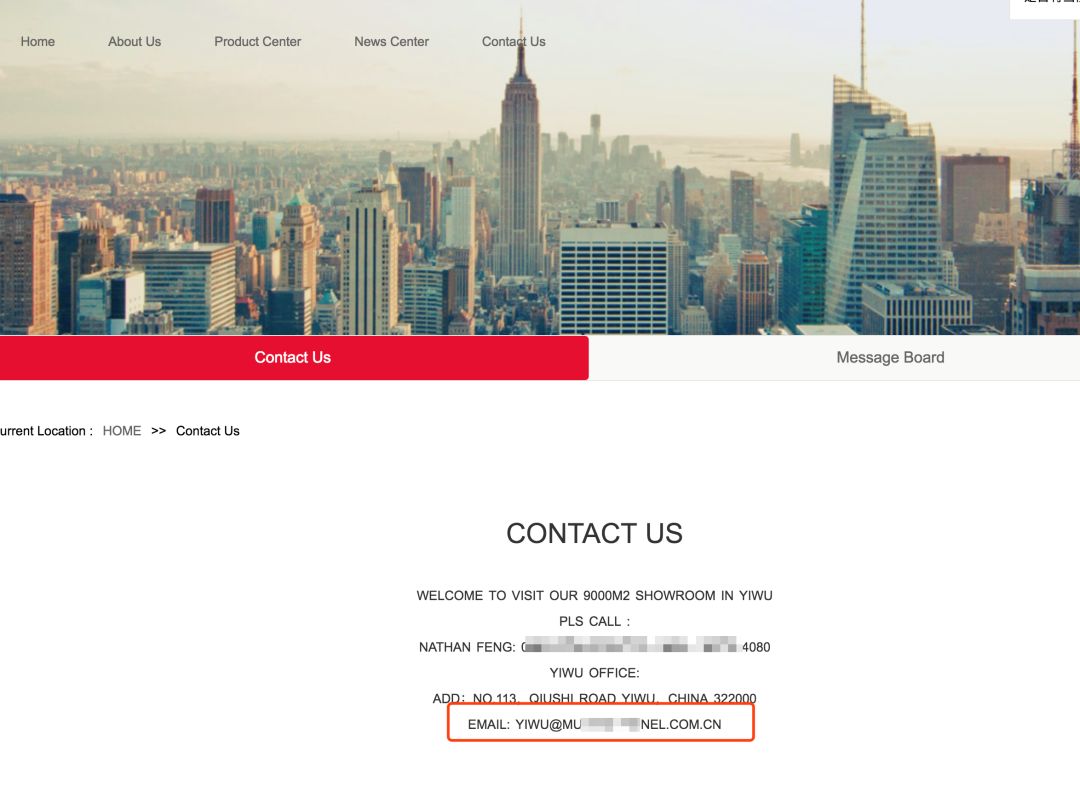 Home About Us Product Center News Center Contact Us
Contact Us Message Board
urrent Location : HOME >> Contact Us
CONTACT US
WELCOME TO VISIT OUR 9000M2 SHOWROOM IN YIWU
PLS CALL :
NATHAN FENG: 4080
YIWU OFFICE:
ADD: NO.113, QIUSHI ROAD YIWU, CHINA 322000
EMAIL: YIWU@MU NEL.COM.CN